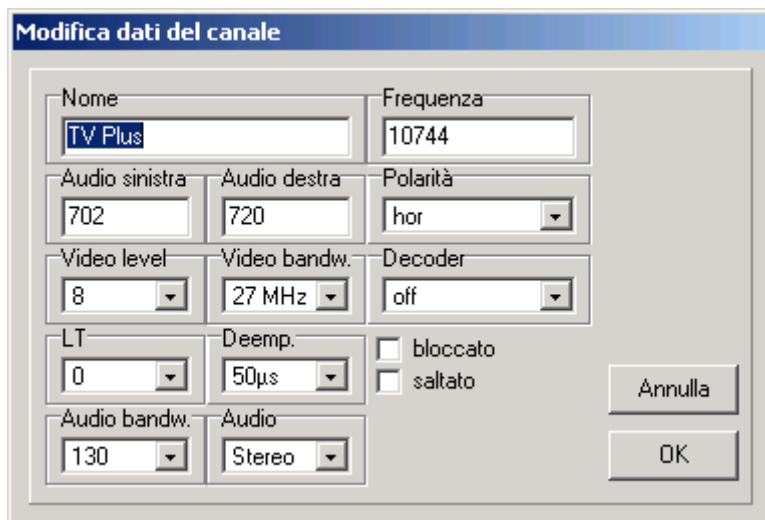 Modifica dati del canale
Nome Frequenza
TV Plus 10744
Audio sinistra Audio destra Polarità
702 720 hor
Video level Video bandw. Decoder
8 27 MHz off
LT Deemp. bloccato
0 50µs saltato
Annulla
Audio bandw. Audio
130 Stereo OK